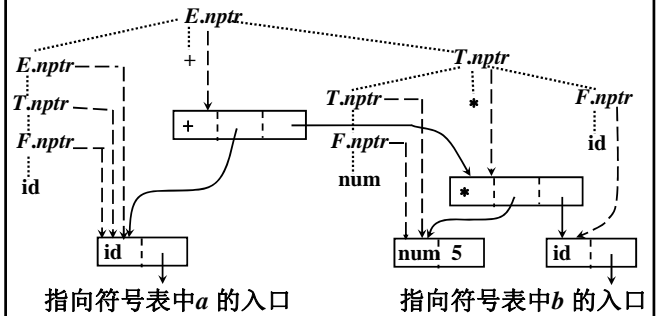 E.nptr
E.nptr + T.nptr
T.nptr T.nptr * F.nptr
F.nptr + F.nptr id
id num *
id num 5 id
指向符号表中a 的入口 指向符号表中b 的入口